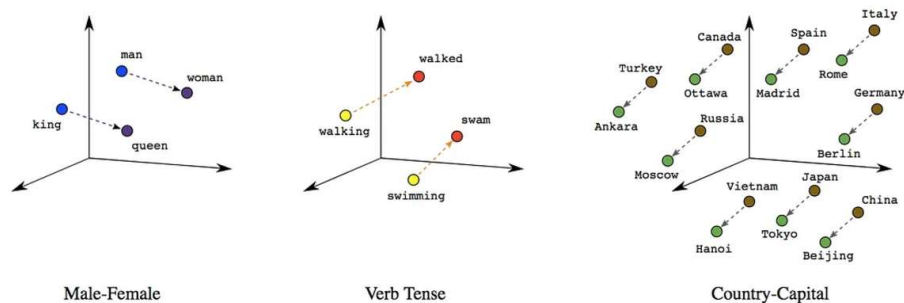 man
woman
king
queen
Male-Female
walked
walking
swam
swimming
Verb Tense
Italy
Canada
Spain
Rome
Turkey
Ottawa
Madrid
Germany
Ankara
Russia
Berlin
Moscow
Vietnam
Japan
China
Hanoi
Tokyo
Beijing
Country-Capital